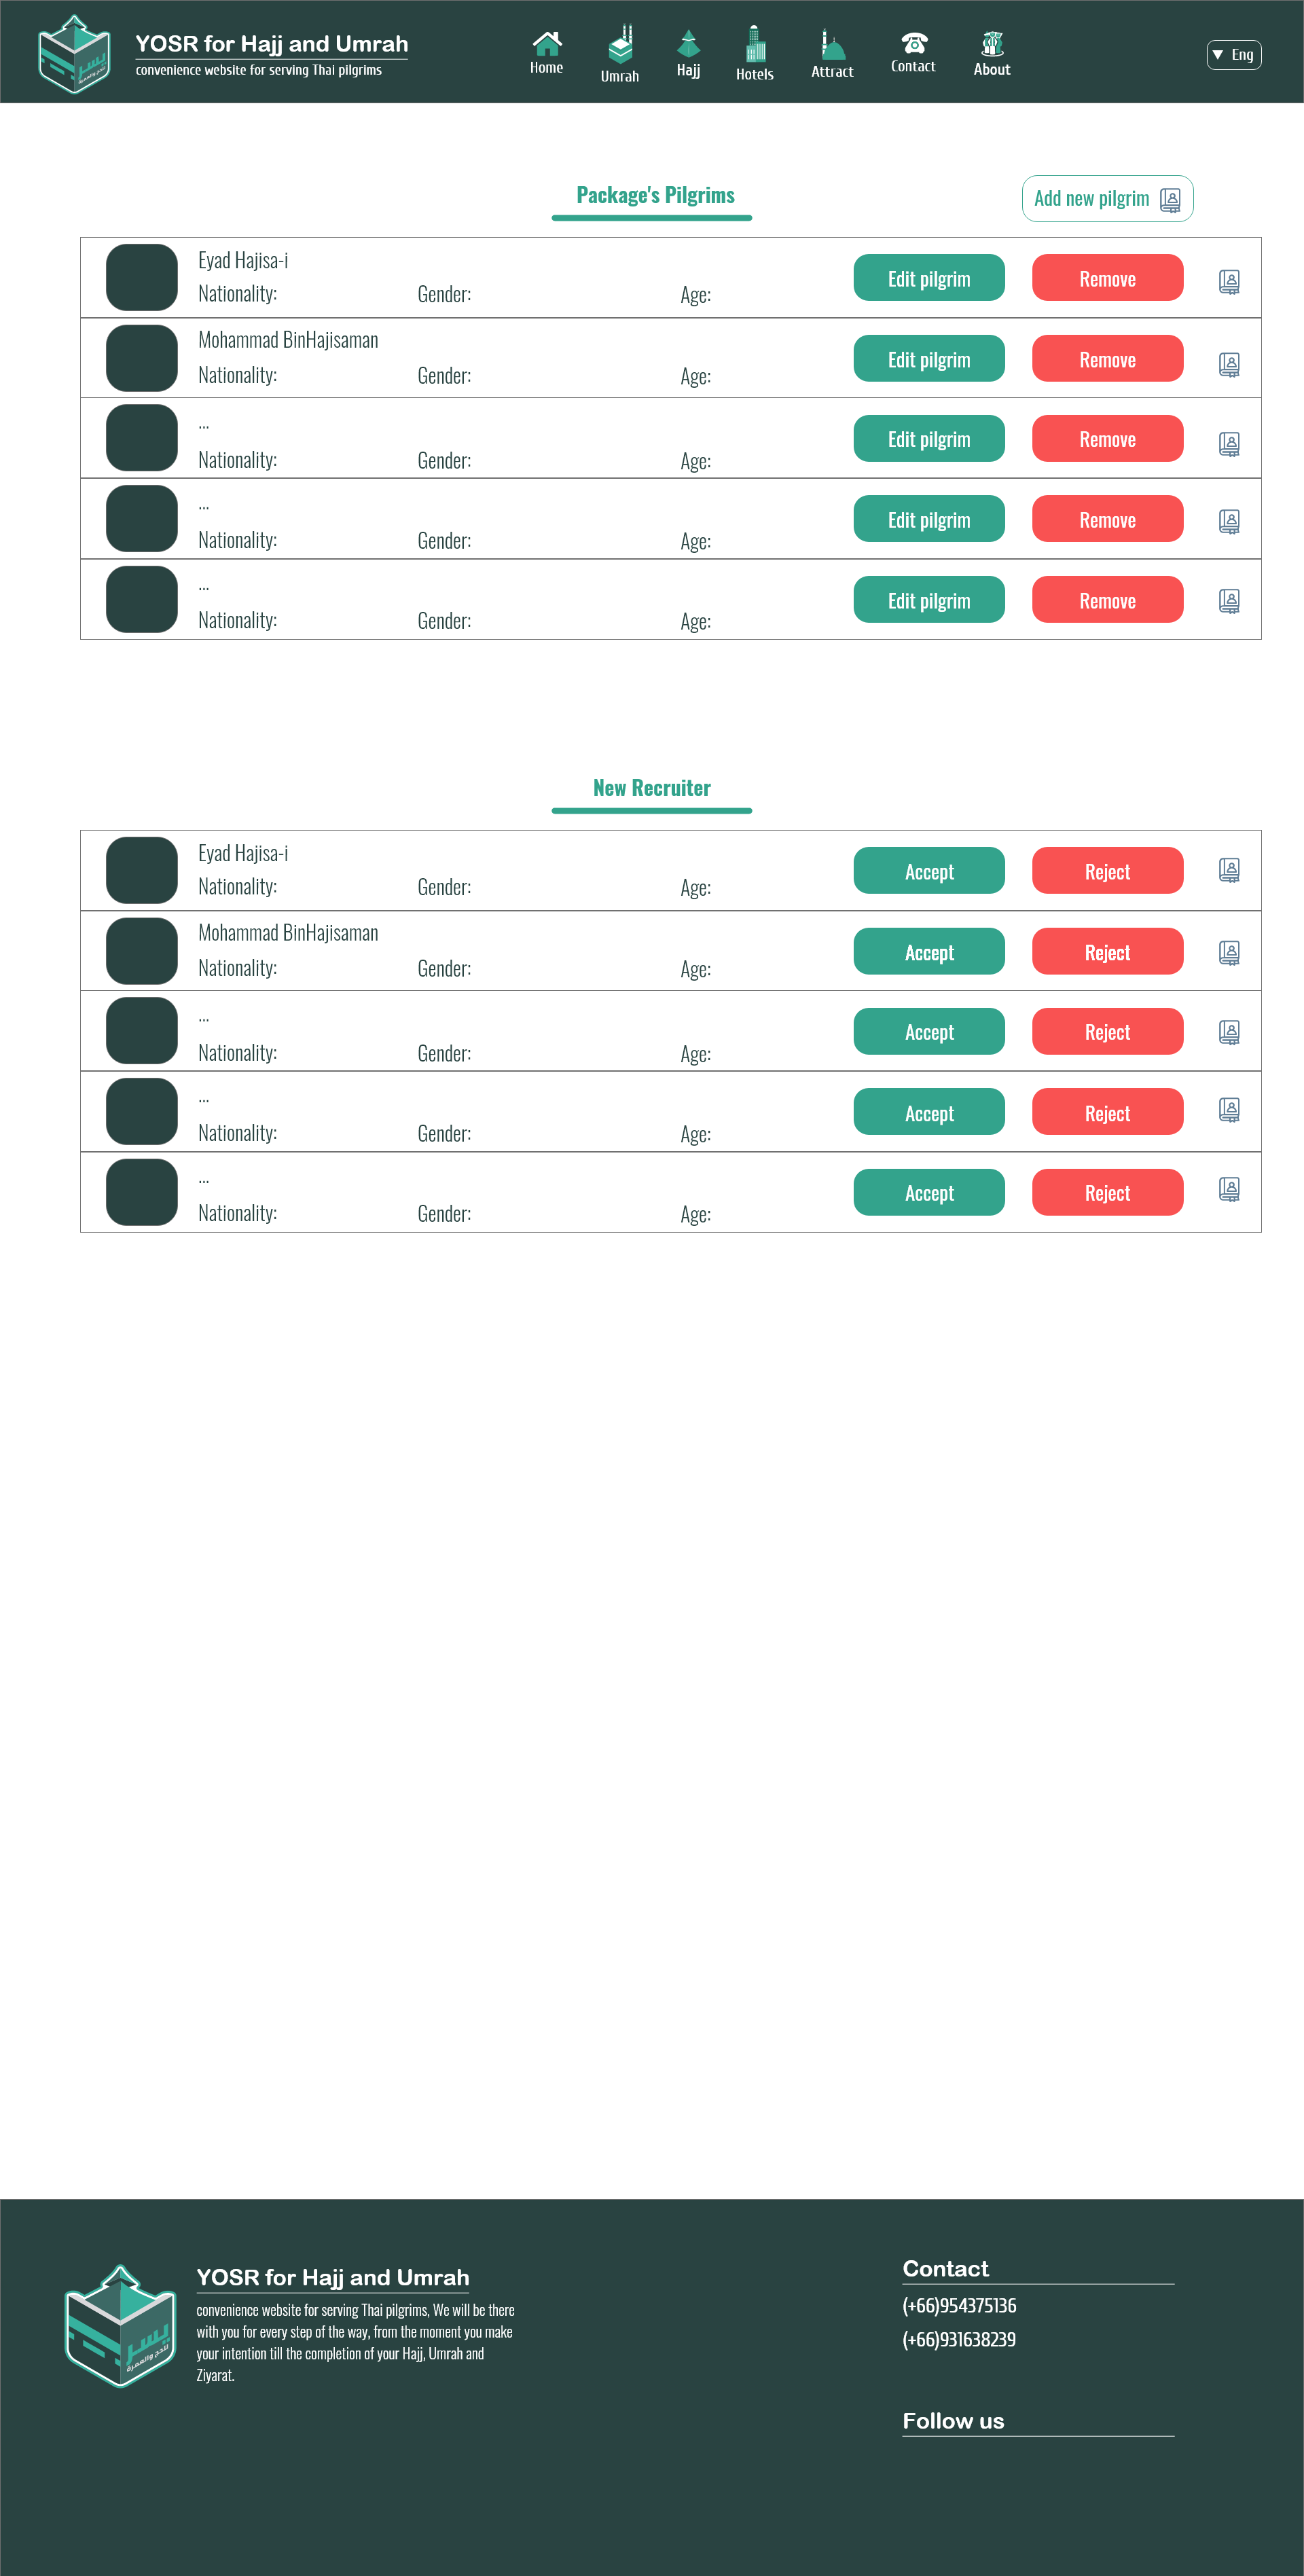 YOSR for Hajj and Umrah
convenience website for serving Thai pilgrims
Home
Umrah
Hajj
Hotels
Attract
Contact
About
▼ Eng
يسر
للحج والعمرة
Package's Pilgrims
Add new pilgrim
Eyad Hajisa-i
Nationality: Gender: Age:
Edit pilgrim Remove
Mohammad BinHajisaman
Nationality: Gender: Age:
Edit pilgrim Remove
...
Nationality: Gender: Age:
Edit pilgrim Remove
...
Nationality: Gender: Age:
Edit pilgrim Remove
...
Nationality: Gender: Age:
Edit pilgrim Remove
New Recruiter
Eyad Hajisa-i
Nationality: Gender: Age:
Accept Reject
Mohammad BinHajisaman
Nationality: Gender: Age:
Accept Reject
...
Nationality: Gender: Age:
Accept Reject
...
Nationality: Gender: Age:
Accept Reject
...
Nationality: Gender: Age:
Accept Reject
يسر
للحج والعمرة
YOSR for Hajj and Umrah
convenience website for serving Thai pilgrims, We will be there
with you for every step of the way, from the moment you make
your intention till the completion of your Hajj, Umrah and
Ziyarat.
Contact
(+66)954375136
(+66)931638239
Follow us